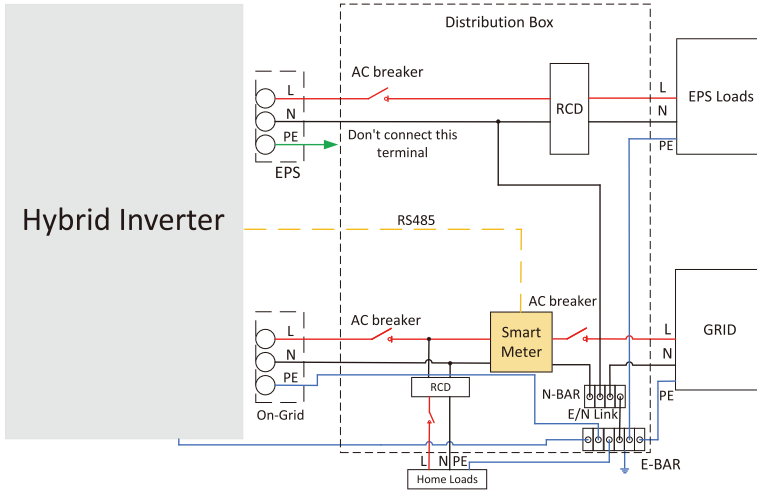 Distribution Box
Hybrid Inverter
AC breaker
L
N
PE
EPS
Don't connect this
terminal
RCD
L
N
PE
EPS Loads
RS485
AC breaker
AC breaker
L
N
PE
On-Grid
Smart
Meter
L
N
PE
GRID
RCD
N-BAR
E/N Link
E-BAR
L
N
PE
Home Loads